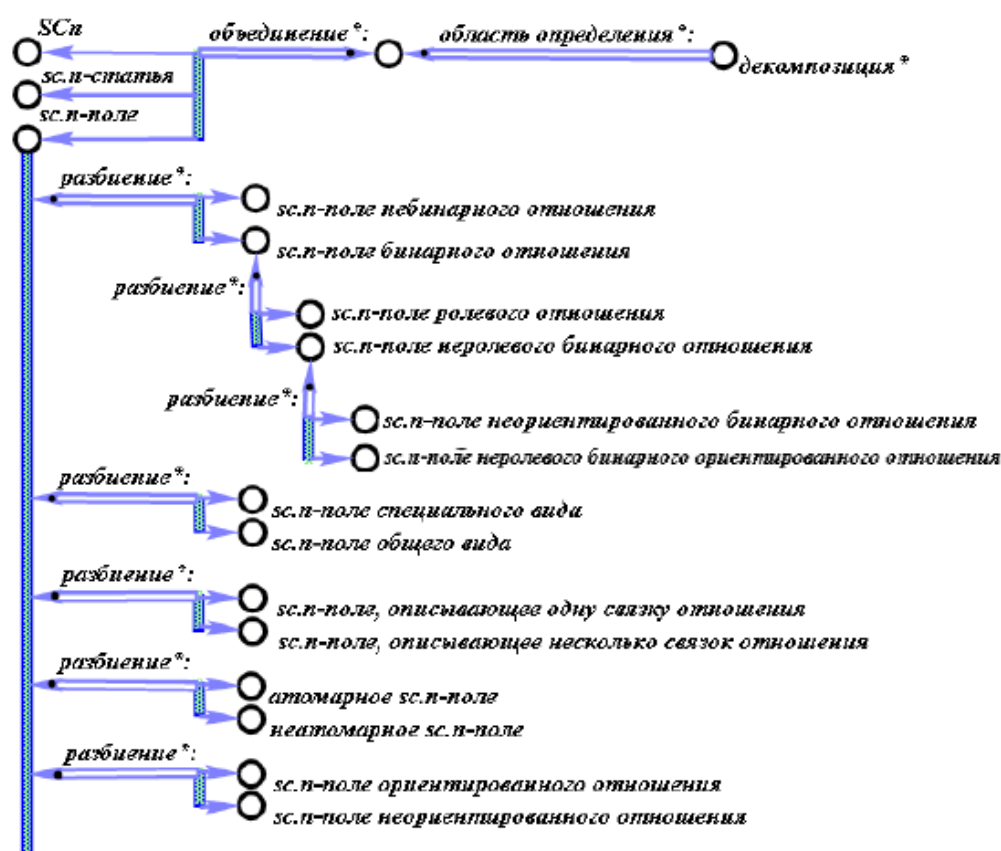 SCn
объединение*:
область определения*:
декомпозиция*
sc.n-статья
sc.n-поле
разбиение*:
sc.n-поле небинарного отношения
sc.n-поле бинарного отношения
разбиение*:
sc.n-поле ролевого отношения
sc.n-поле неролевого бинарного отношения
разбиение*:
sc.n-поле неориентированного бинарного отношения
sc.n-поле неролевого бинарного ориентированного отношения
разбиение*:
sc.n-поле специального вида
sc.n-поле общего вида
разбиение*:
sc.n-поле, описывающее одну связку отношения
sc.n-поле, описывающее несколько связок отношения
разбиение*:
атомарное sc.n-поле
неатомарное sc.n-поле
разбиение*:
sc.n-поле ориентированного отношения
sc.n-поле неориентированного отношения